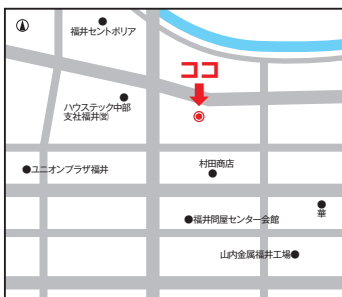 福井セントポリア
ココ
ハウステック中部
支社福井㈺
ユニオンプラザ福井
村田商店
華
福井問屋センター会館
山内金属福井工場